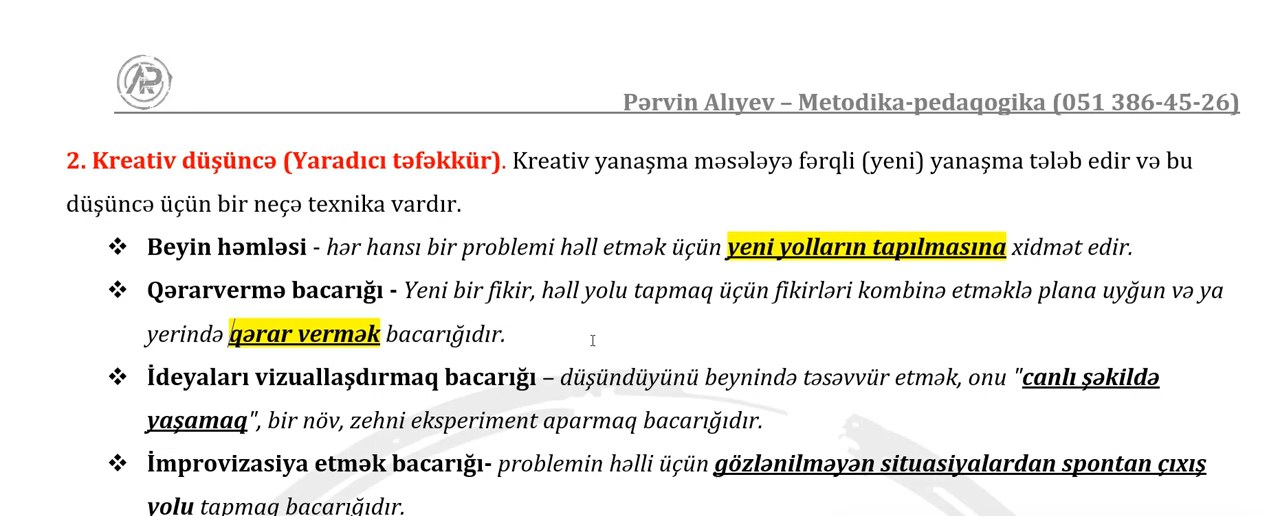 Pərvin Alıyev – Metodika-pedaqogika (051 386-45-26)
2. Kreativ düşüncə (Yaradıcı təfəkkür). Kreativ yanaşma məsələyə fərqli (yeni) yanaşma tələb edir və bu
düşüncə üçün bir neçə texnika vardır.
❖ Beyin həmləsi - hər hansı bir problemi həll etmək üçün yeni yolların tapılmasına xidmət edir.
❖ Qərarvermə bacarığı - Yeni bir fikir, həll yolu tapmaq üçün fikirləri kombinə etməklə plana uyğun və ya
yerində qərar vermək bacarığıdır.
❖ İdeyaları vizuallaşdırmaq bacarığı – düşündüyünü beynində təsəvvür etmək, onu "canlı şəkildə
yaşamaq", bir növ, zehni eksperiment aparmaq bacarığıdır.
❖ İmprovizasiya etmək bacarığı- problemin həlli üçün gözlənilməyən situasiyalardan spontan çıxış
yolu tapmaq bacarığıdır.